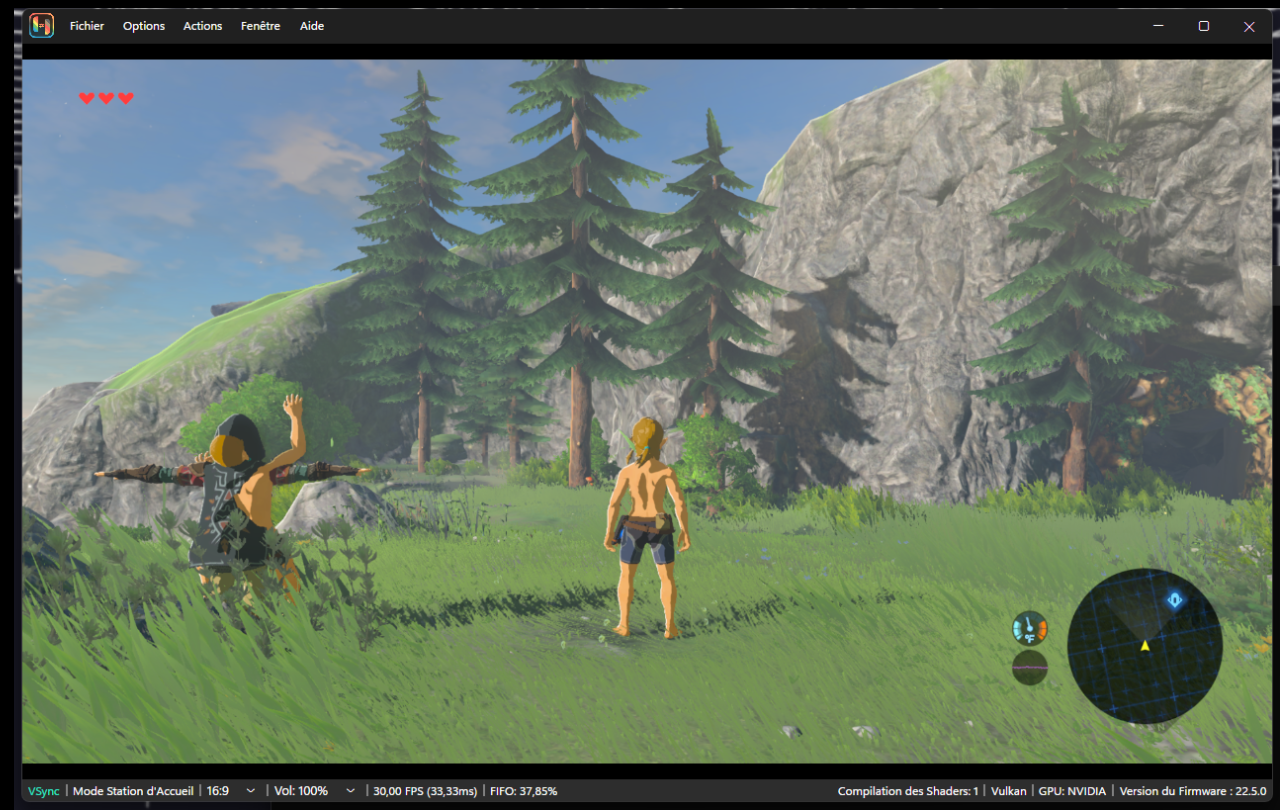 Fichier Options Actions Fenêtre Aide
°F
VSync | Mode Station d'Accueil | 16:9 | Vol: 100% | 30,00 FPS (33,33ms) | FIFO: 37,85% Compilation des Shaders: 1 | Vulkan | GPU: NVIDIA | Version du Firmware : 22.5.0